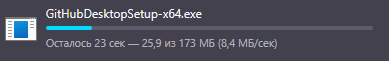 GitHubDesktopSetup-x64.exe
Осталось 23 сек — 25,9 из 173 МБ (8,4 МБ/сек)